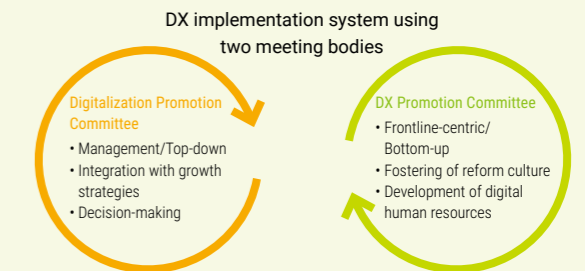 DX implementation system using
two meeting bodies
Digitalization Promotion
Committee
• Management/Top-down
• Integration with growth
strategies
• Decision-making
DX Promotion Committee
• Frontline-centric/
Bottom-up
• Fostering of reform culture
• Development of digital
human resources